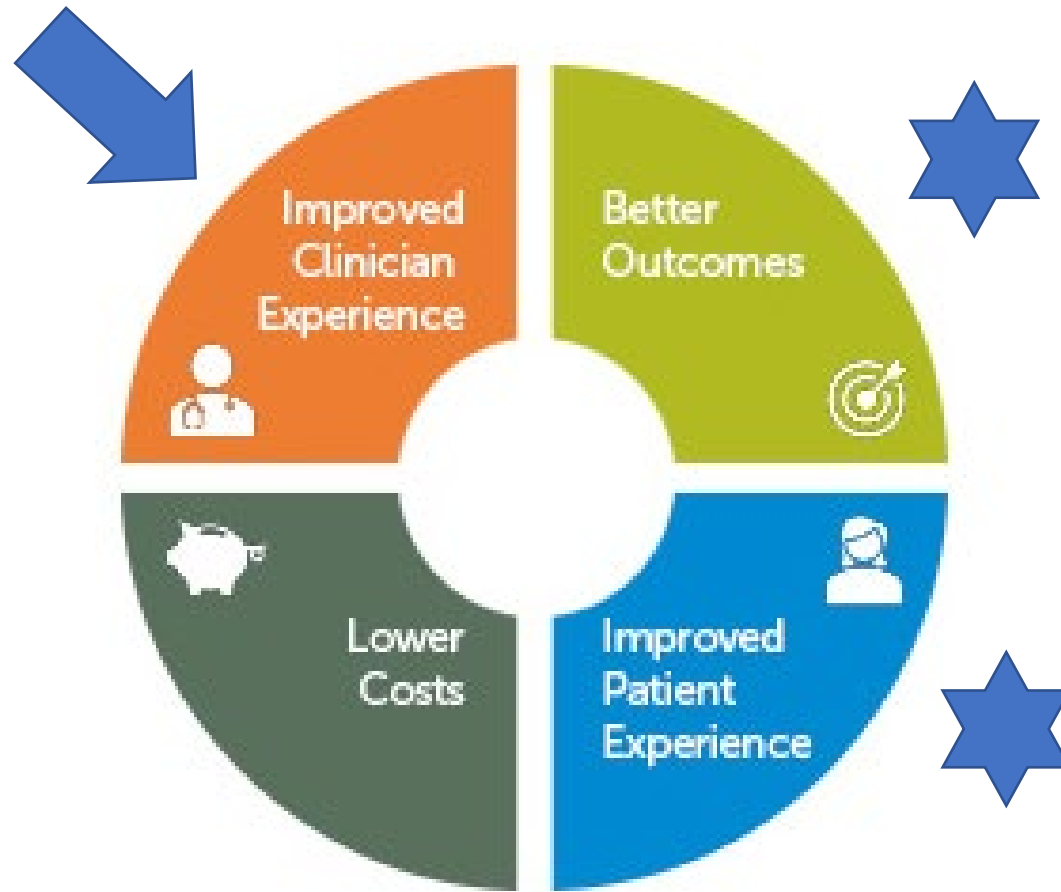 Improved
Clinician
Experience
Better
Outcomes
Lower
Costs
Improved
Patient
Experience